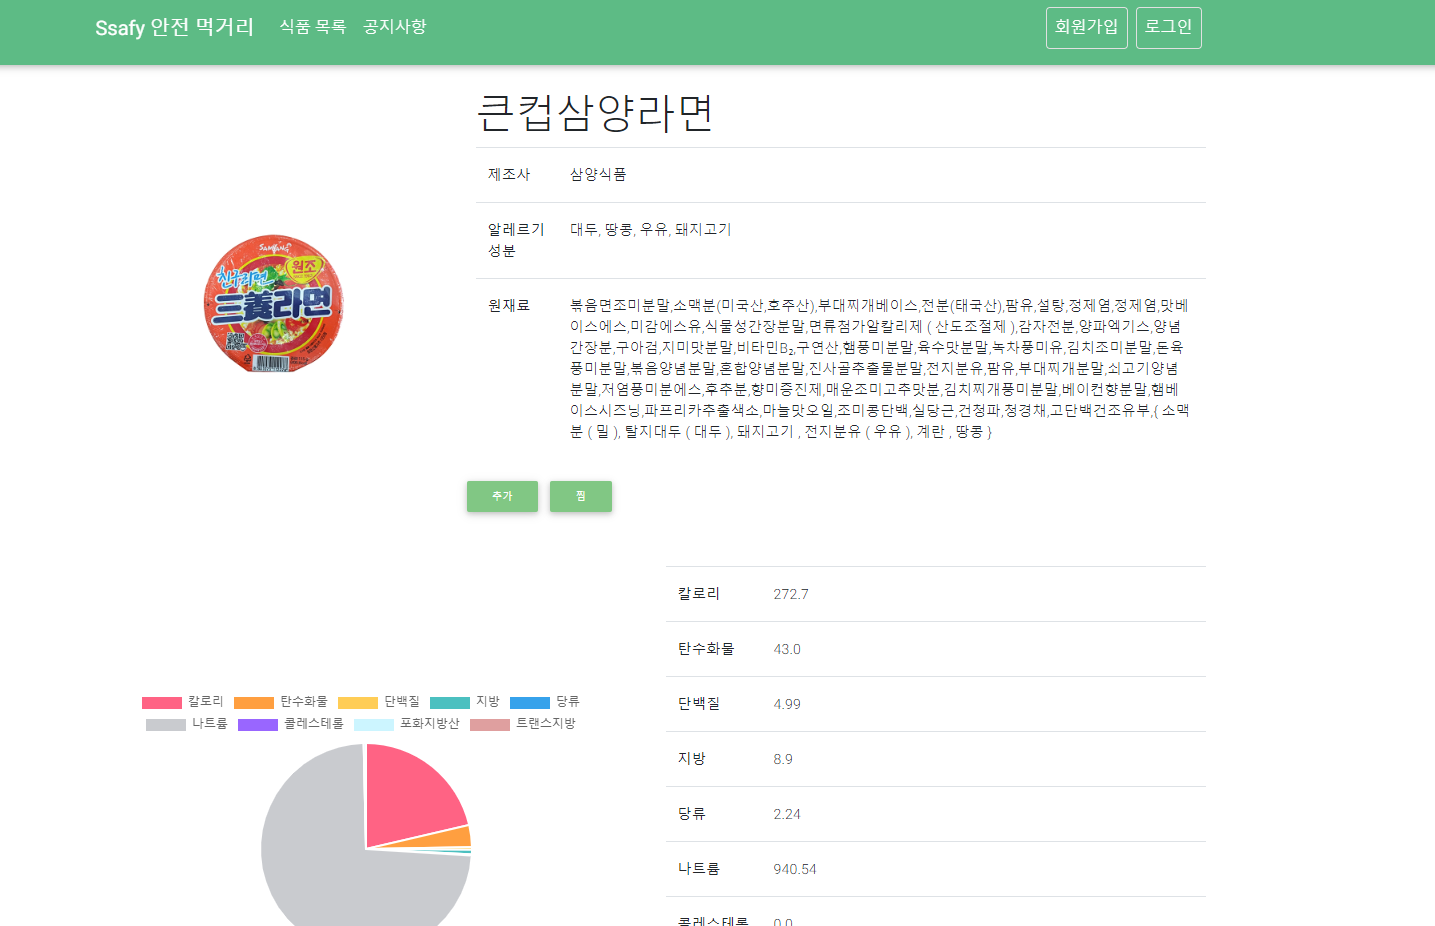 Ssafy 안전 먹거리 식품 목록 공지사항 회원가입 로그인
큰컵삼양라면
제조사 삼양식품
알레르기 성분 대두, 땅콩, 우유, 돼지고기
원재료 볶음면조미분말,소맥분(미국산,호주산),부대찌개베이스,전분(태국산),팜유,설탕,정제염,정제염,맛베
이스에스,미감에스유,식물성간장분말,면류첨가알칼리제 ( 산도조절제 ),감자전분,양파엑기스,양념
간장분,구아검,지미맛분말,비타민B₂,구연산,햄풍미분말,육수맛분말,녹차풍미유,김치조미분말,돈육
풍미분말,볶음양념분말,혼합양념분말,진사골추출물분말,전지분유,팜유,부대찌개분말,쇠고기양념
분말,저염풍미분에스,후추분,향미증진제,매운조미고추맛분,김치찌개풍미분말,베이컨향분말,햄베
이스시즈닝,파프리카추출색소,마늘맛오일,조미콩단백,실당근,건청파,청경채,고단백건조유부,{ 소맥
분 ( 밀 ), 탈지대두 ( 대두 ), 돼지고기 , 전지분유 ( 우유 ), 계란 , 땅콩 }
SAMYANG
원조
친구라면
三養라면
추가 찜
칼로리 272.7
탄수화물 43.0
단백질 4.99
지방 8.9
당류 2.24
나트륨 940.54
콜레스테롤 0.0
칼로리 탄수화물 단백질 지방 당류
나트륨 콜레스테롤 포화지방산 트랜스지방